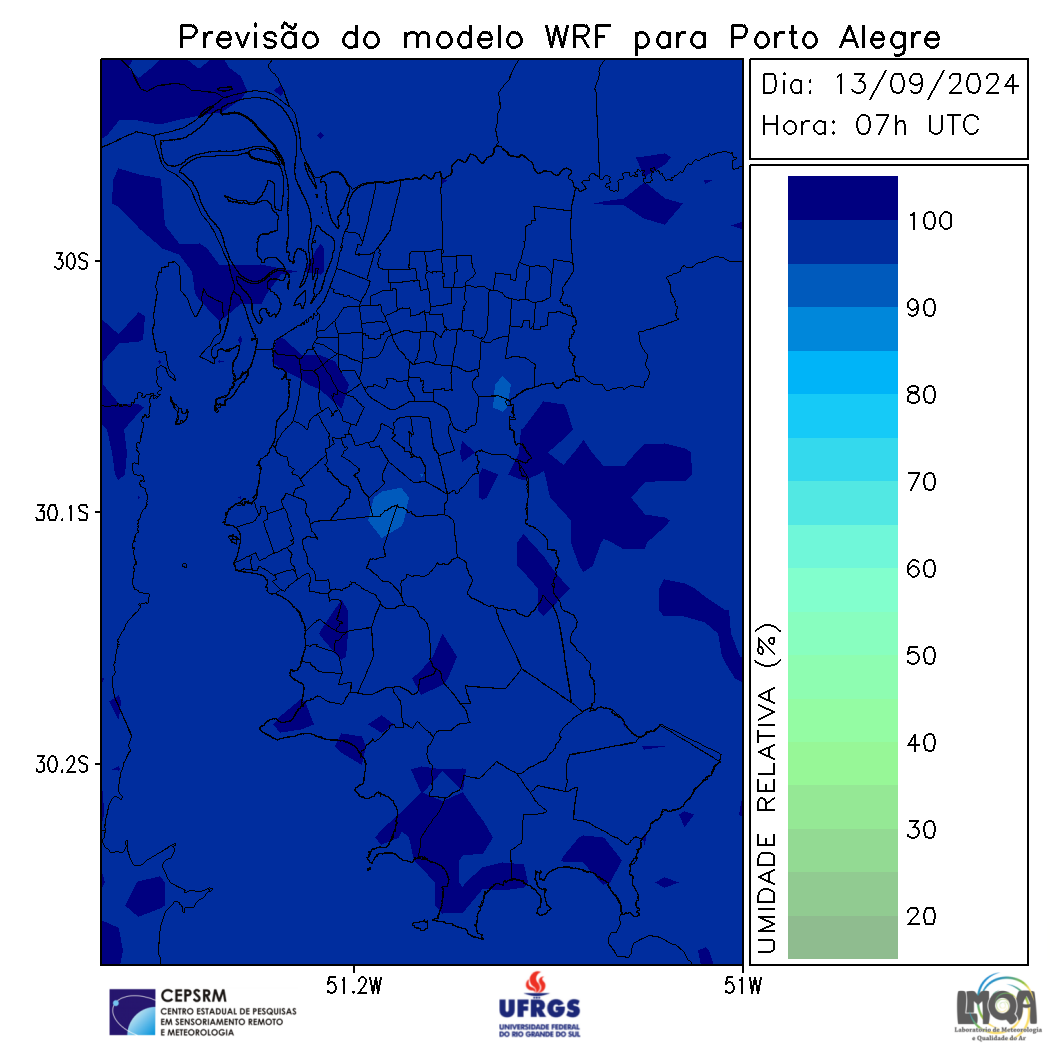 Previsão do modelo WRF para Porto Alegre
Dia: 13/09/2024
Hora: 07h UTC
30S
30.1S
30.2S
51.2W
51W
UMIDADE RELATIVA (%)
100
90
80
70
60
50
40
30
20
CEPSRM
CENTRO ESTADUAL DE PESQUISAS
EM SENSORIAMENTO REMOTO
E METEOROLOGIA
UFRGS
UNIVERSIDADE FEDERAL
DO RIO GRANDE DO SUL
LMQA
Laboratório de Meteorologia
e Qualidade do Ar